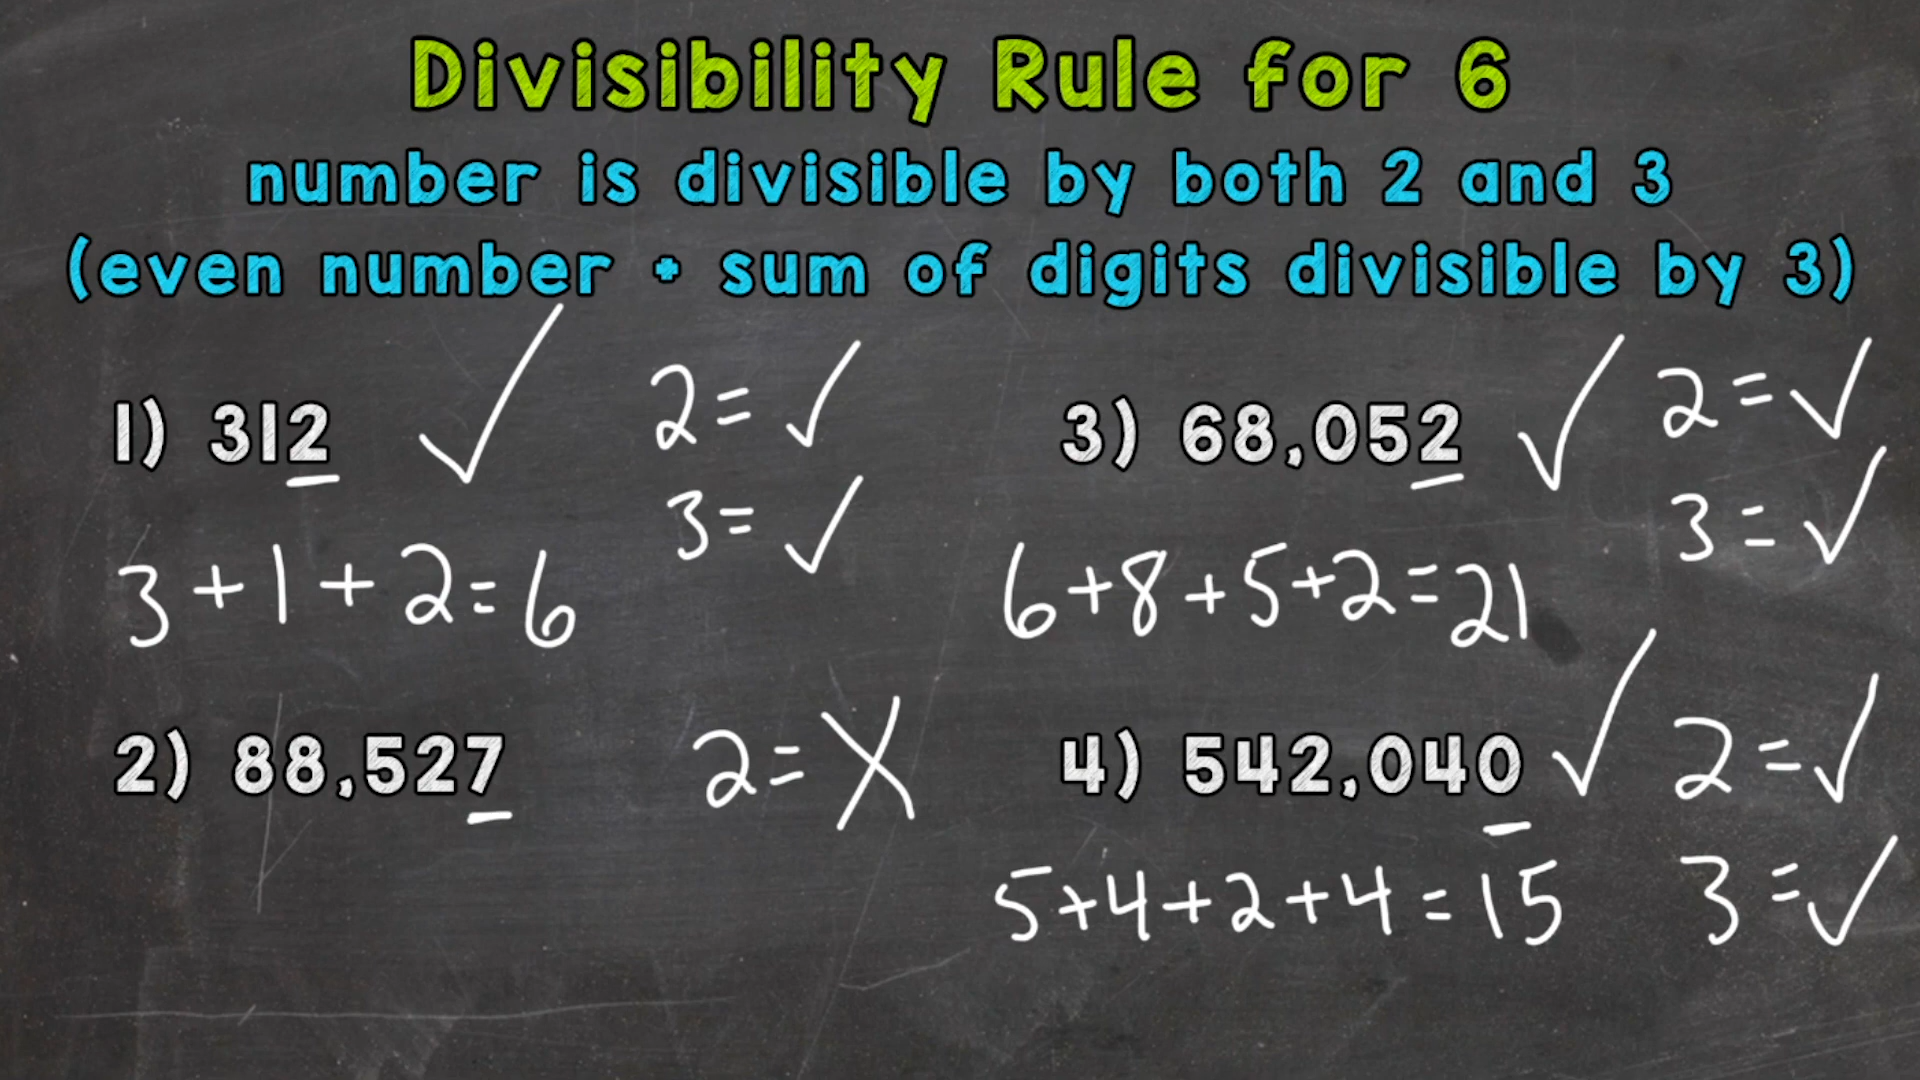 Divisibility Rule for 6
number is divisible by both 2 and 3
(even number + sum of digits divisible by 3)
1) 312 ✓
2= ✓
3= ✓
3+1+2=6
2) 88,527
2= X
3) 68,052 ✓
2= ✓
3= ✓
6+8+5+2=21
4) 542,040 ✓
2= ✓
5+4+2+4=15
3= ✓